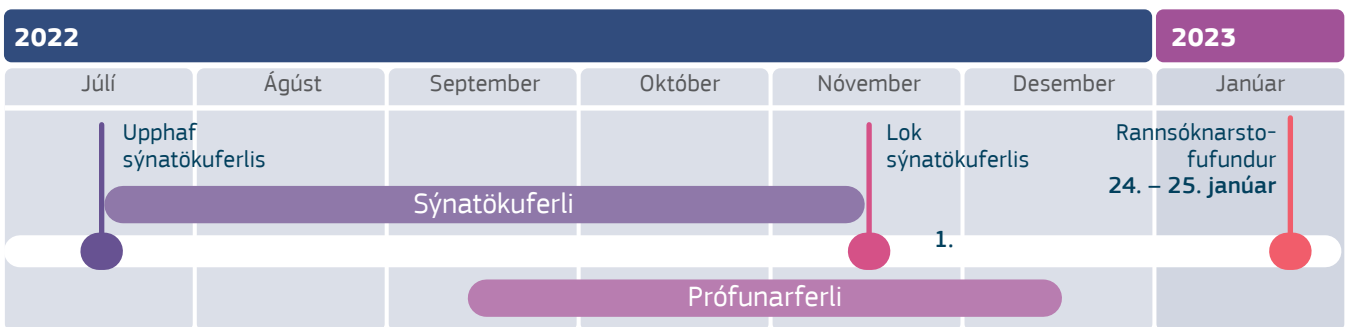 2022
2023
Júlí
Ágúst
September
Október
Nóvember
Desember
Janúar
Upphaf
sýnatökuferlis
Lok
sýnatökuferlis
Rannsóknarsto-
fufundur
24. – 25. janúar
Sýnatökuferli
1.
Prófunarferli